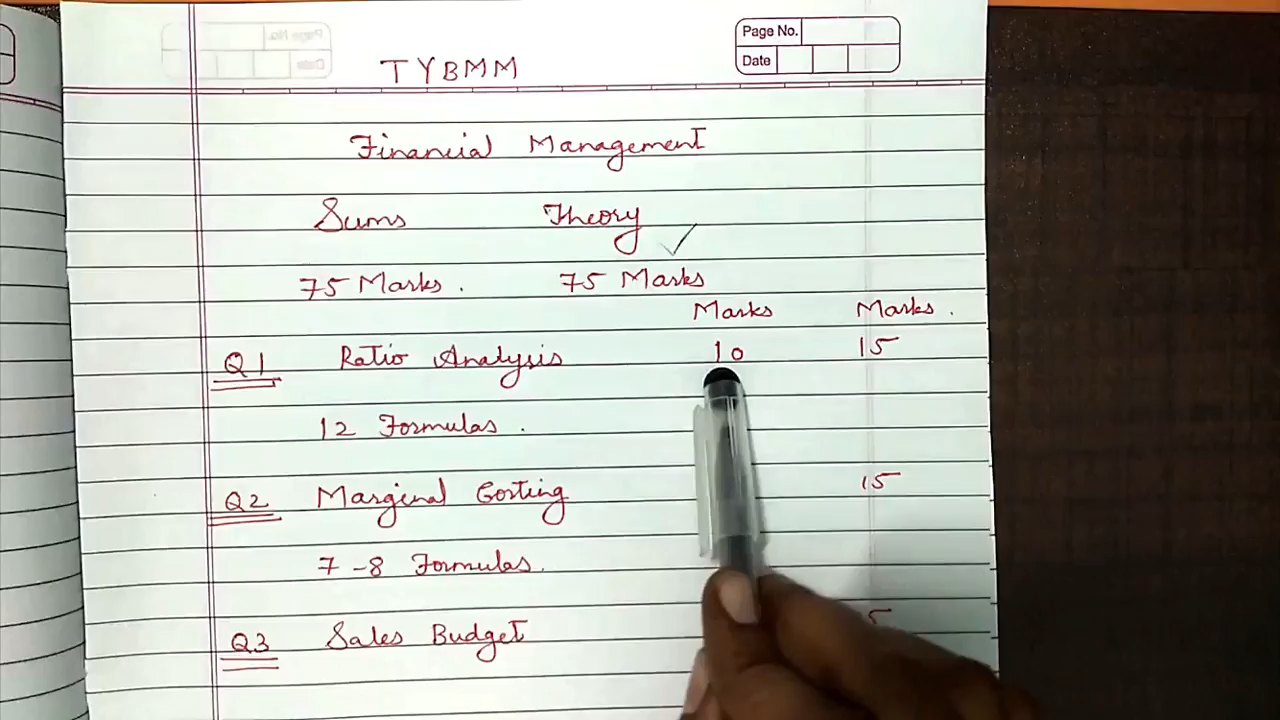 Page No.
Date
TYBMM
Financial Management
Sums Theory
75 Marks. 75 Marks
Marks Marks.
Q1 Ratio Analysis 10 15
12 Formulas.
Q2 Marginal Costing 15
7-8 Formulas.
Q3 Sales Budget